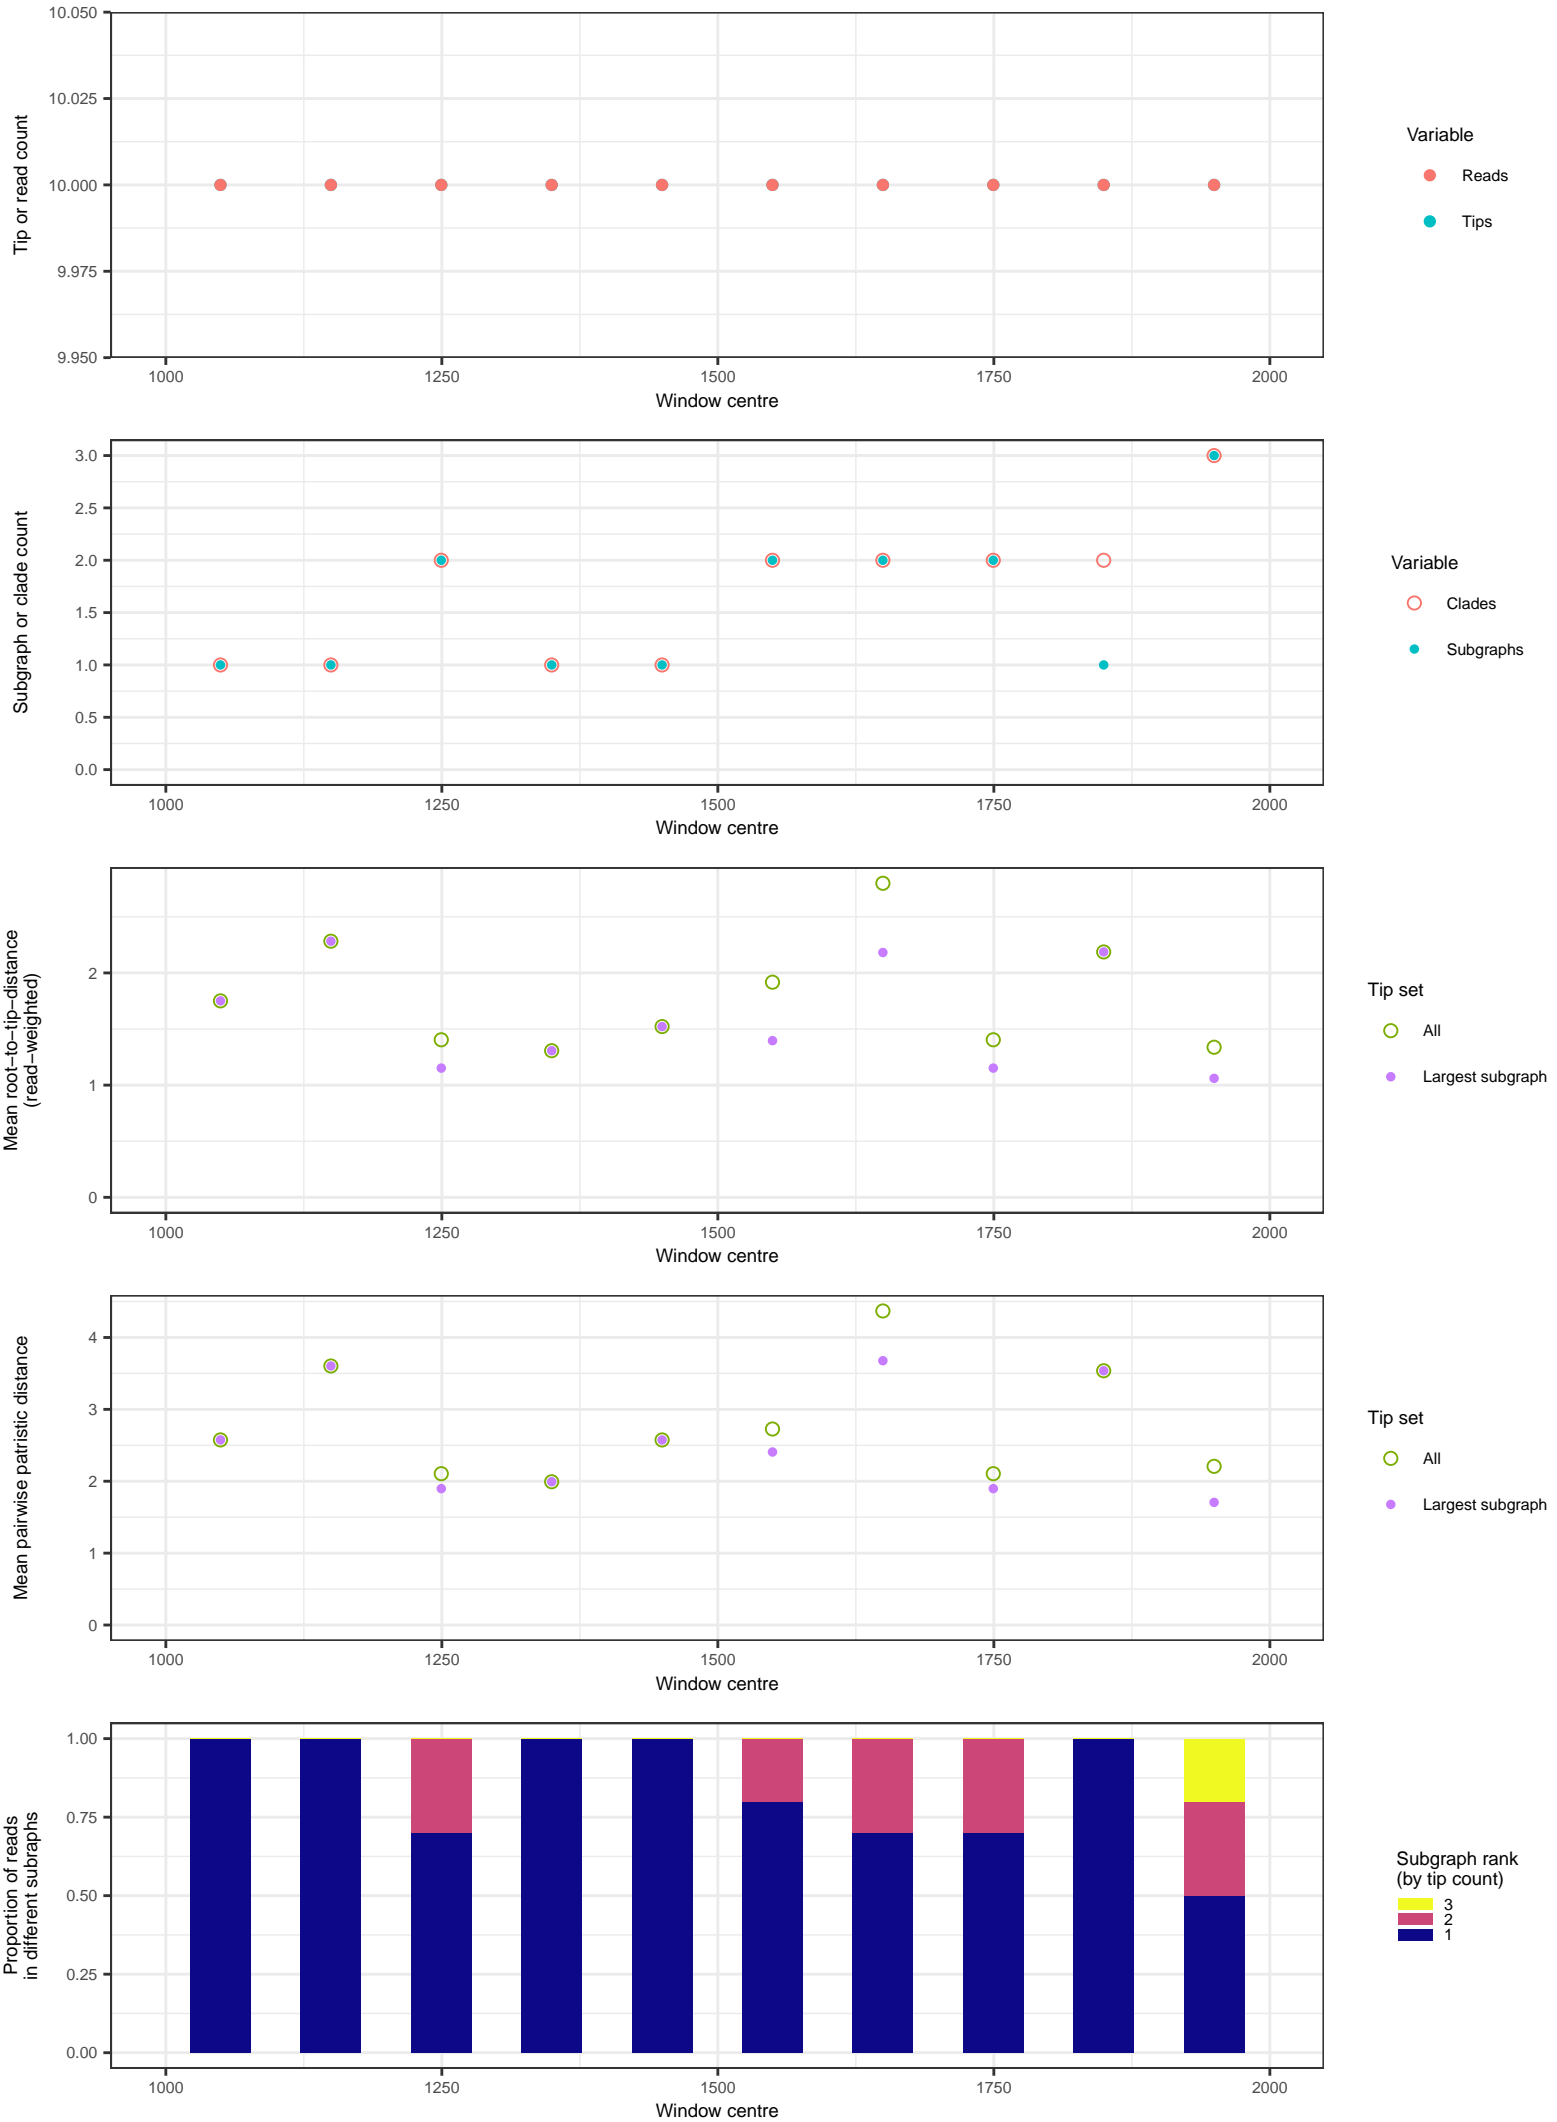 10.050
10.025
10.000
9.975
9.950
Tip or read count
1000 1250 1500 1750 2000
Window centre
Variable
Reads
Tips
3.0
2.5
2.0
1.5
1.0
0.5
0.0
Subgraph or clade count
1000 1250 1500 1750 2000
Window centre
Variable
Clades
Subgraphs
2
1
0
Mean root−to−tip−distance
(read−weighted)
1000 1250 1500 1750 2000
Window centre
Tip set
All
Largest subgraph
4
3
2
1
0
Mean pairwise patristic distance
1000 1250 1500 1750 2000
Window centre
Tip set
All
Largest subgraph
1.00
0.75
0.50
0.25
0.00
Proportion of reads
in different subraphs
1000 1250 1500 1750 2000
Window centre
Subgraph rank
(by tip count)
3
2
1